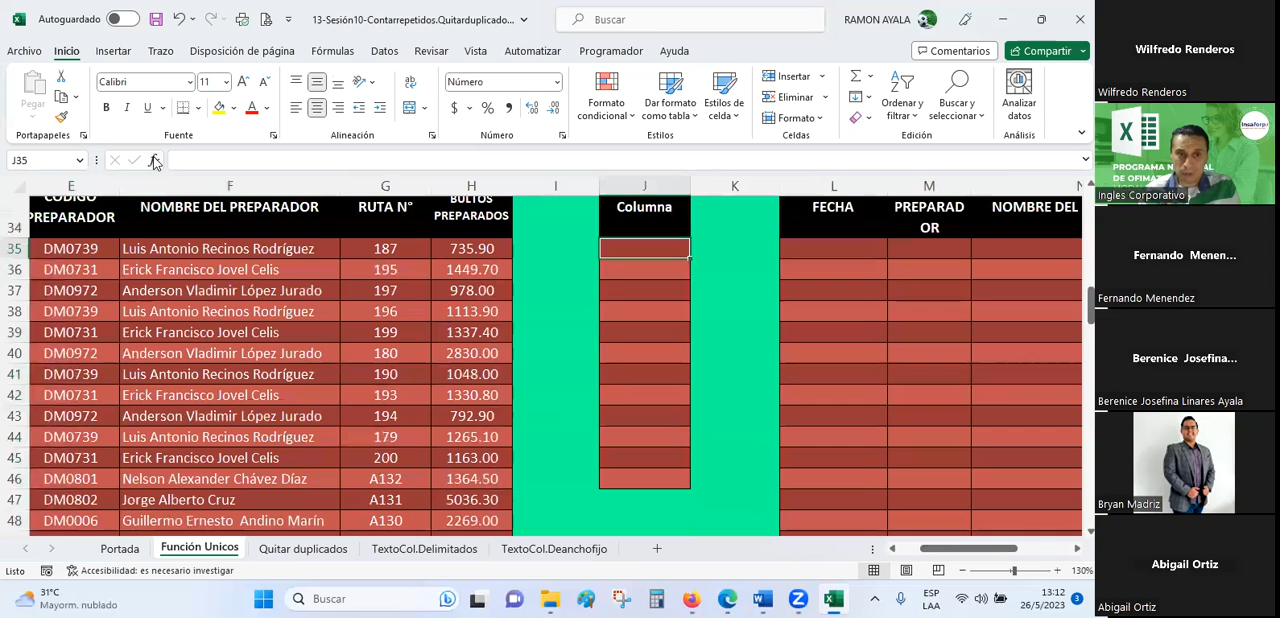 Autoguardado
13-Sesión10-Contarrepetidos.Quitarduplicado...
Buscar
RAMON AYALA
Archivo Inicio Insertar Trazo Disposición de página Fórmulas Datos Revisar Vista Automatizar Programador Ayuda
Comentarios
Compartir
Pegar
Calibri 11
N K S
Número
Formato condicional
Dar formato como tabla
Estilos de celda
Insertar
Eliminar
Formato
Ordenar y filtrar
Buscar y seleccionar
Analizar datos
Portapapeles Fuente Alineación Número Estilos Celdas Edición Análisis
J35
E F G H I J K L M N
34 CODIGO PREPARADOR NOMBRE DEL PREPARADOR RUTA N° BULTOS PREPARADOS Columna FECHA PREPARAD OR NOMBRE DEL
35 DM0739 Luis Antonio Recinos Rodríguez 187 735.90
36 DM0731 Erick Francisco Jovel Celis 195 1449.70
37 DM0972 Anderson Vladimir López Jurado 197 978.00
38 DM0739 Luis Antonio Recinos Rodríguez 196 1113.90
39 DM0731 Erick Francisco Jovel Celis 199 1337.40
40 DM0972 Anderson Vladimir López Jurado 180 2830.00
41 DM0739 Luis Antonio Recinos Rodríguez 190 1048.00
42 DM0731 Erick Francisco Jovel Celis 193 1330.80
43 DM0972 Anderson Vladimir López Jurado 194 792.90
44 DM0739 Luis Antonio Recinos Rodríguez 179 1265.10
45 DM0731 Erick Francisco Jovel Celis 200 1163.00
46 DM0801 Nelson Alexander Chávez Díaz A132 1364.50
47 DM0802 Jorge Alberto Cruz A131 5036.30
48 DM0006 Guillermo Ernesto Andino Marín A130 2269.00
Portada Función Unicos Quitar duplicados TextoCol.Delimitados TextoCol.Deanchofijo
Listo Accesibilidad: es necesario investigar 130%
31°C
Mayorm. nublado
Buscar
ESP
LAA
13:12
26/5/2023
3
Wilfredo Renderos
Wilfredo Renderos
Ingles Corporativo
Fernando Menen...
Fernando Menendez
Berenice Josefina...
Berenice Josefina Linares Ayala
Bryan Madriz
Abigail Ortiz
Abigail Ortiz